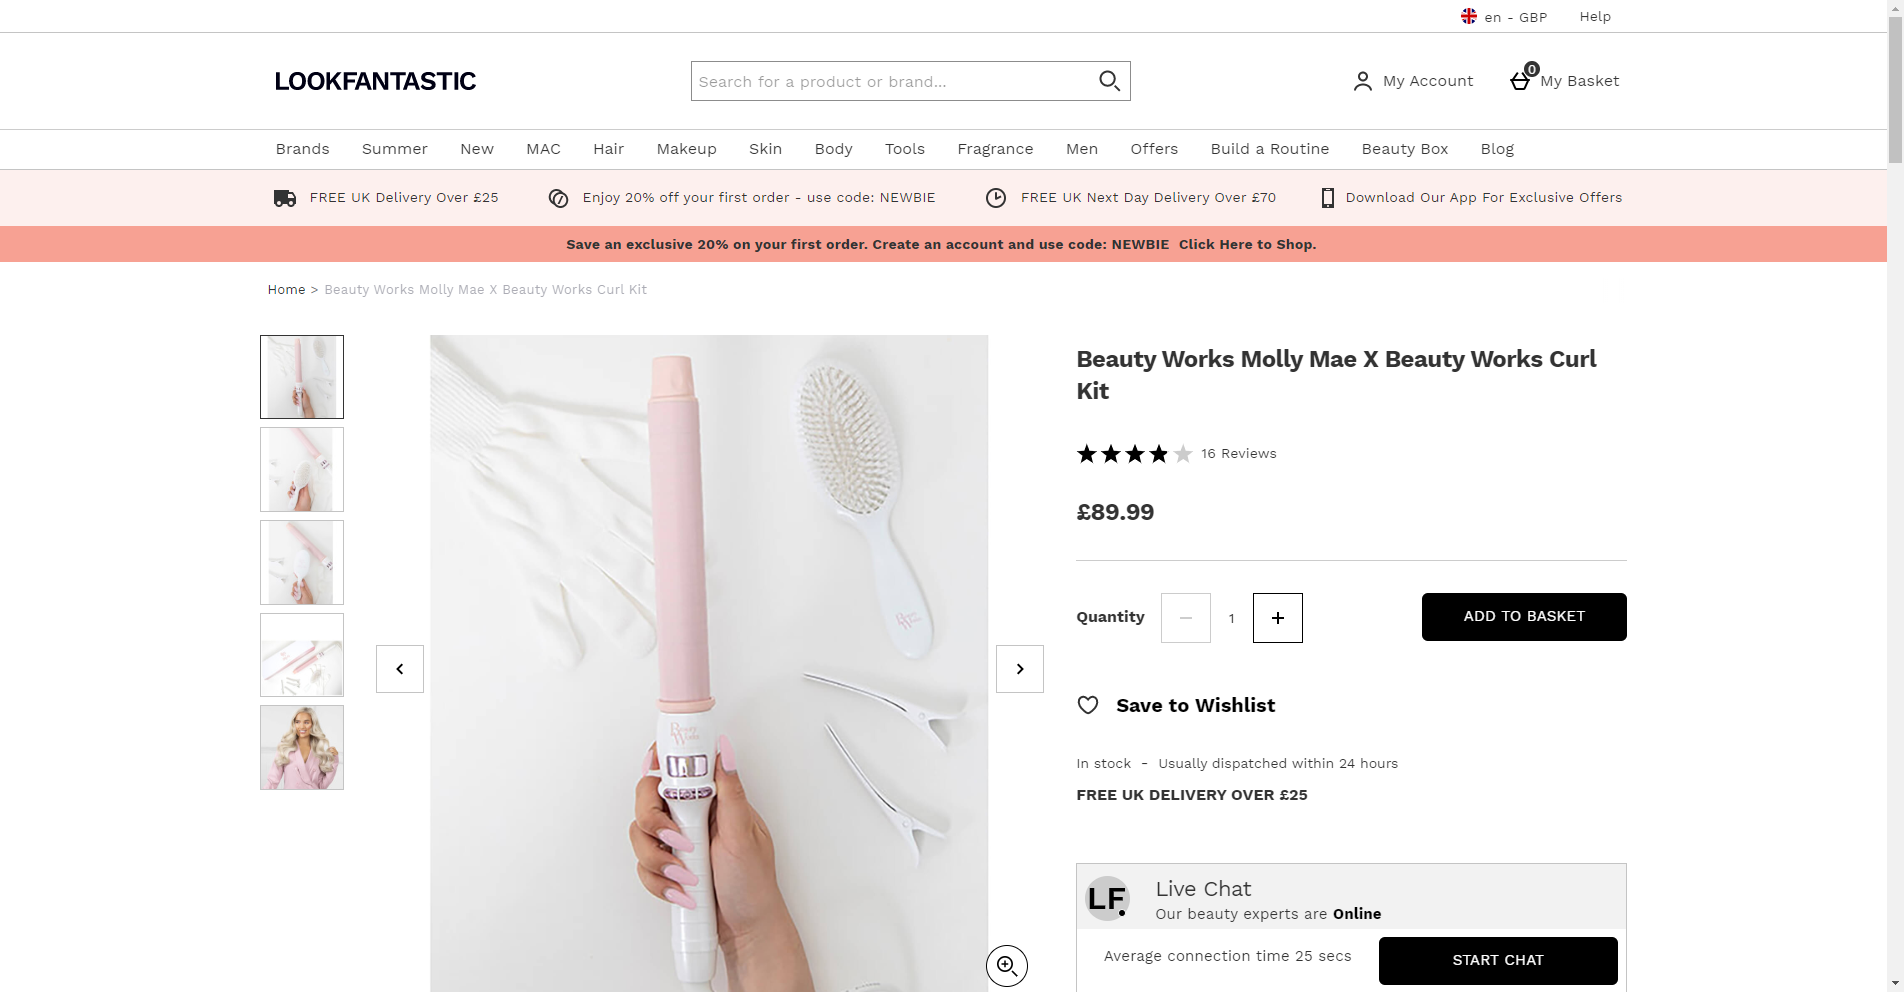 en - GBP
Help
LOOKFANTASTIC
Search for a product or brand...
My Account
0
My Basket
Brands
Summer
New
MAC
Hair
Makeup
Skin
Body
Tools
Fragrance
Men
Offers
Build a Routine
Beauty Box
Blog
FREE UK Delivery Over £25
Enjoy 20% off your first order - use code: NEWBIE
FREE UK Next Day Delivery Over £70
Download Our App For Exclusive Offers
Save an exclusive 20% on your first order. Create an account and use code: NEWBIE  Click Here to Shop.
Home > Beauty Works Molly Mae X Beauty Works Curl Kit
Beauty Works
Beauty Works
Beauty Works Molly Mae X Beauty Works Curl
Kit
16 Reviews
£89.99
Quantity
1
ADD TO BASKET
Save to Wishlist
In stock - Usually dispatched within 24 hours
FREE UK DELIVERY OVER £25
LF.
Live Chat
Our beauty experts are Online
Average connection time 25 secs
START CHAT